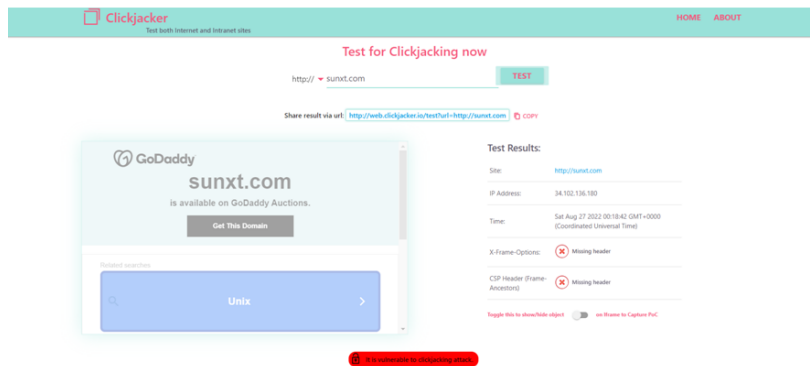 Clickjacker
Test both Internet and Intranet sites
HOME ABOUT
Test for Clickjacking now
http:// sunxt.com TEST
Share result via url: http://web.clickjacker.io/test?url=http://sunxt.com COPY
GoDaddy
sunxt.com
is available on GoDaddy Auctions.
Get This Domain
Related searches
Unix
Test Results:
Site: http://sunxt.com
IP Address: 34.102.136.180
Time: Sat Aug 27 2022 00:18:42 GMT+0000
(Coordinated Universal Time)
X-Frame-Options: Missing header
CSP Header (Frame-
Ancestors) Missing header
Toggle this to show/hide object on Iframe to Capture PoC
It is vulnerable to clickjacking attack